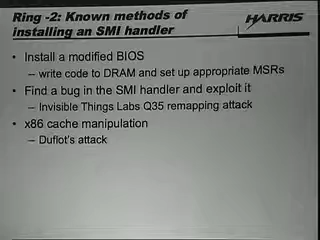 Ring -2: Known methods of
installing an SMI handler
HARRIS
• Install a modified BIOS
– write code to DRAM and set up appropriate MSRs
• Find a bug in the SMI handler and exploit it
– Invisible Things Labs Q35 remapping attack
• x86 cache manipulation
– Duflot's attack